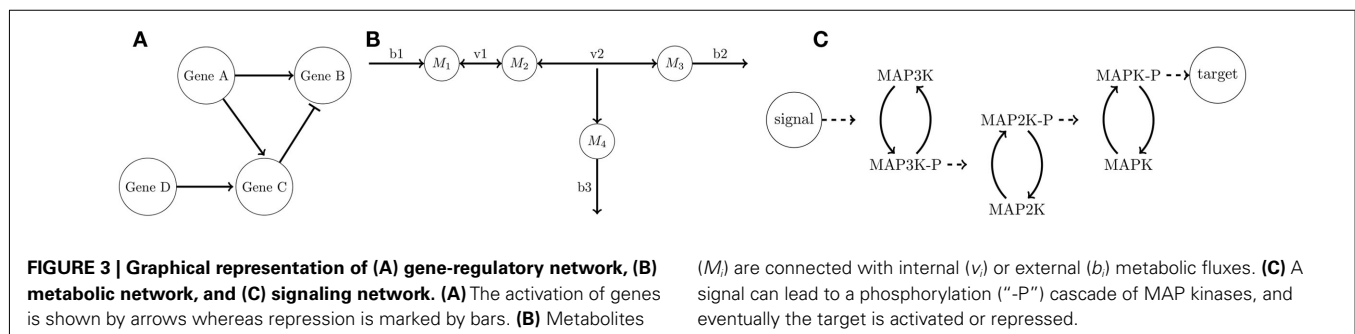 A
Gene A
Gene B
Gene D
Gene C
B
b1
M1
v1
M2
v2
M3
b2
M4
b3
C
signal
MAP3K
MAP3K-P
MAP2K-P
MAP2K
MAPK-P
MAPK
target
FIGURE 3 | Graphical representation of (A) gene-regulatory network, (B)
metabolic network, and (C) signaling network. (A) The activation of genes
is shown by arrows whereas repression is marked by bars. (B) Metabolites
(Mi) are connected with internal (vi) or external (bi) metabolic fluxes. (C) A
signal can lead to a phosphorylation (“-P”) cascade of MAP kinases, and
eventually the target is activated or repressed.